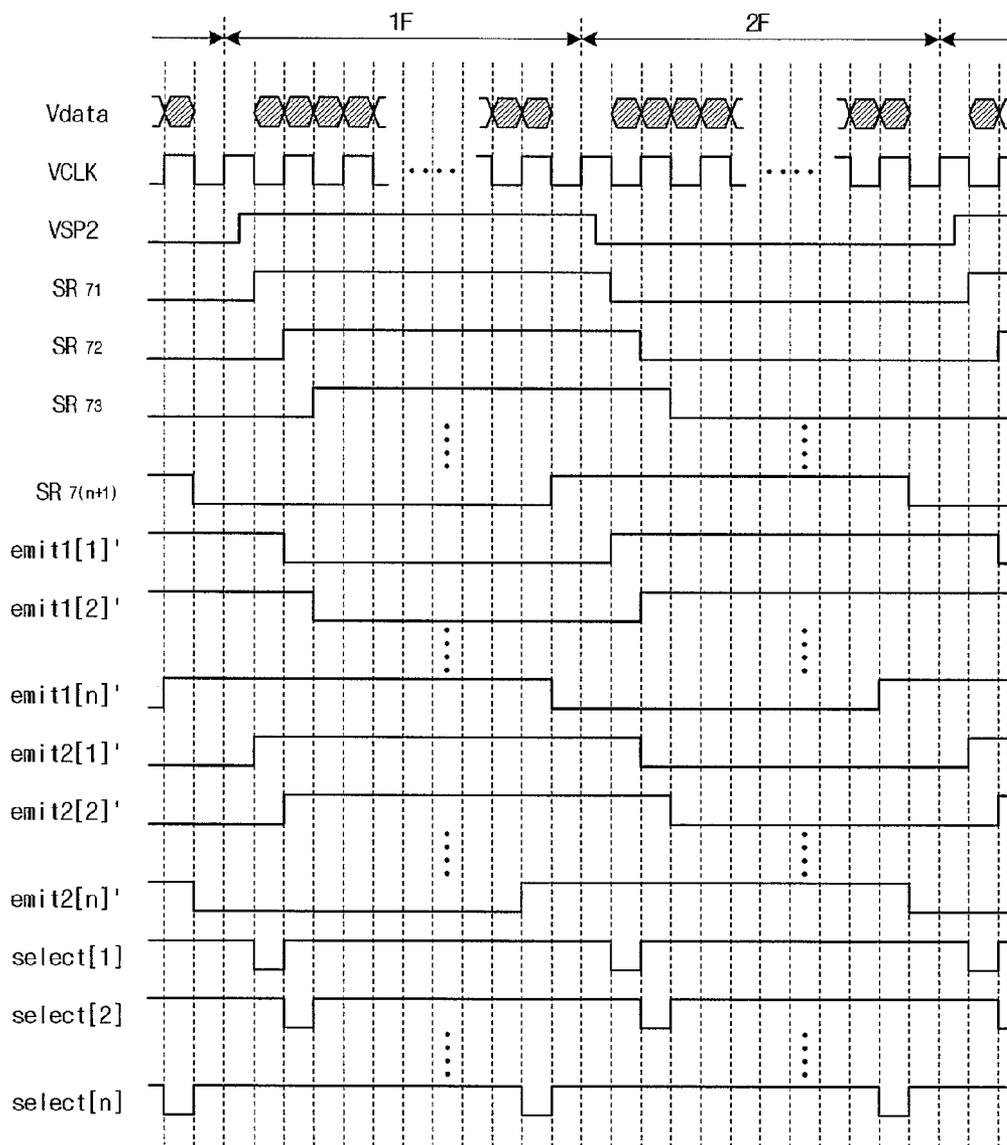 1F 2F
Vdata
VCLK
VSP2
SR 71
SR 72
SR 73
SR 7(n+1)
emit1[1]'
emit1[2]'
emit1[n]'
emit2[1]'
emit2[2]'
emit2[n]'
select[1]
select[2]
select[n]